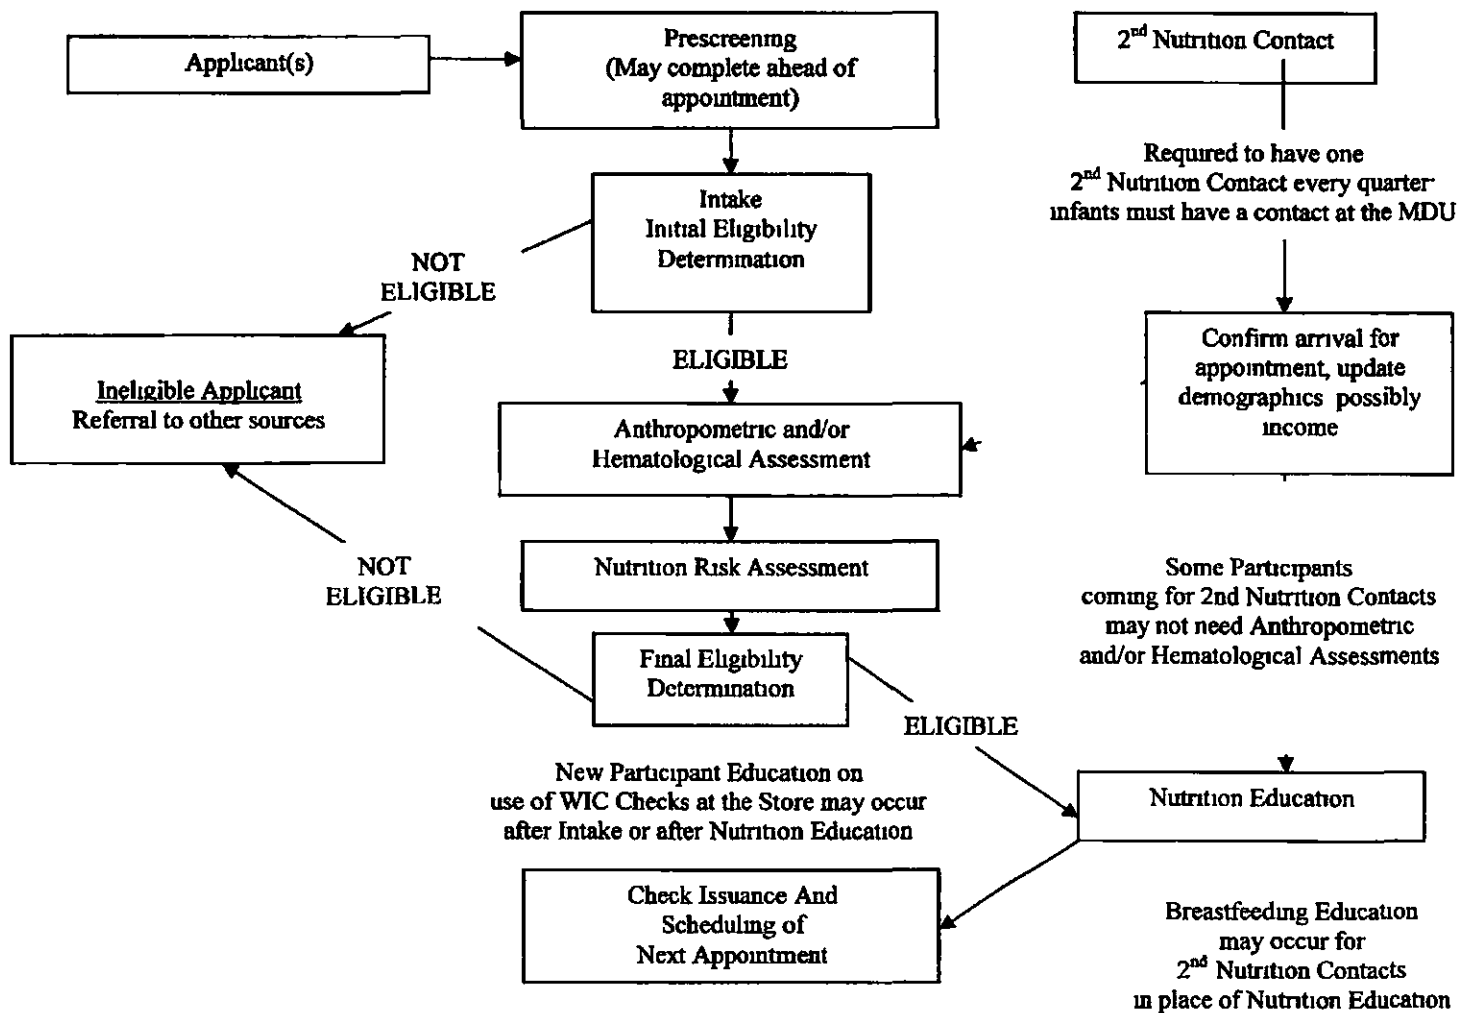 Applicant(s)
Prescreening
(May complete ahead of
appointment)
2nd Nutrition Contact
Required to have one
2nd Nutrition Contact every quarter
infants must have a contact at the MDU
Intake
Initial Eligibility
Determination
NOT
ELIGIBLE
ELIGIBLE
Ineligible Applicant
Referral to other sources
Confirm arrival for
appointment, update
demographics possibly
income
Anthropometric and/or
Hematological Assessment
NOT
ELIGIBLE
Nutrition Risk Assessment
Some Participants
coming for 2nd Nutrition Contacts
may not need Anthropometric
and/or Hematological Assessments
Final Eligibility
Determination
ELIGIBLE
New Participant Education on
use of WIC Checks at the Store may occur
after Intake or after Nutrition Education
Nutrition Education
Check Issuance And
Scheduling of
Next Appointment
Breastfeeding Education
may occur for
2nd Nutrition Contacts
in place of Nutrition Education